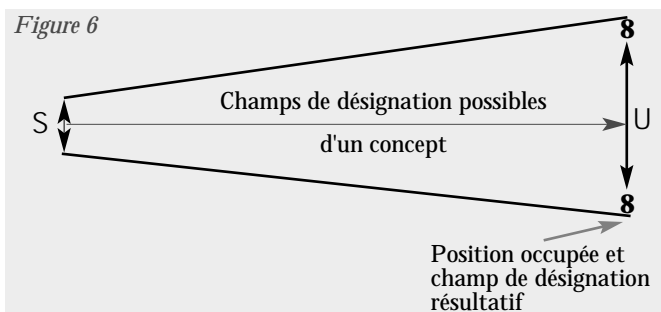 Figure 6
8
Champs de désignation possibles
S
U
d'un concept
8
Position occupée et
champ de désignation
résultatif